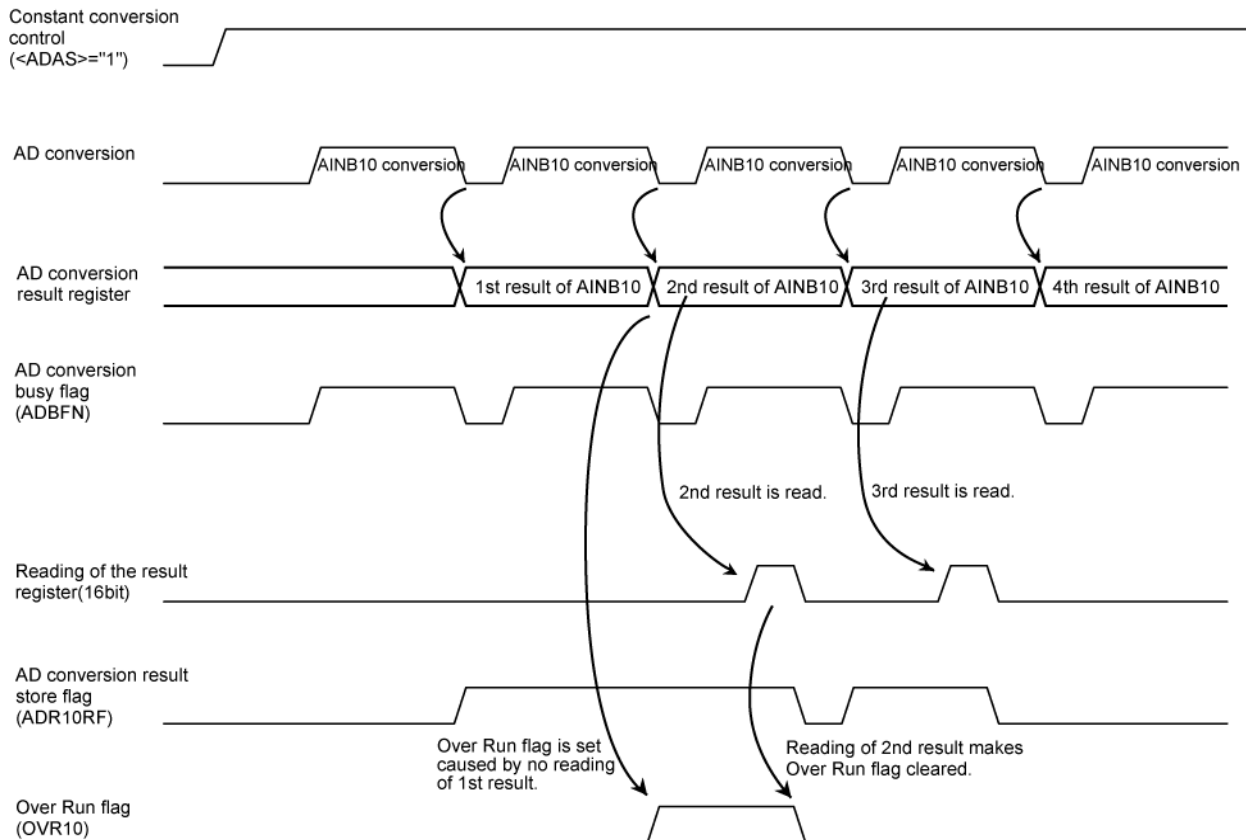 Constant conversion
control
(<ADAS>="1")
AD conversion
AINB10 conversion
AINB10 conversion
AINB10 conversion
AINB10 conversion
AINB10 conversion
AD conversion
result register
1st result of AINB10
2nd result of AINB10
3rd result of AINB10
4th result of AINB10
AD conversion
busy flag
(ADBFN)
2nd result is read.
3rd result is read.
Reading of the result
register(16bit)
AD conversion result
store flag
(ADR10RF)
Over Run flag is set
caused by no reading
of 1st result.
Reading of 2nd result makes
Over Run flag cleared.
Over Run flag
(OVR10)